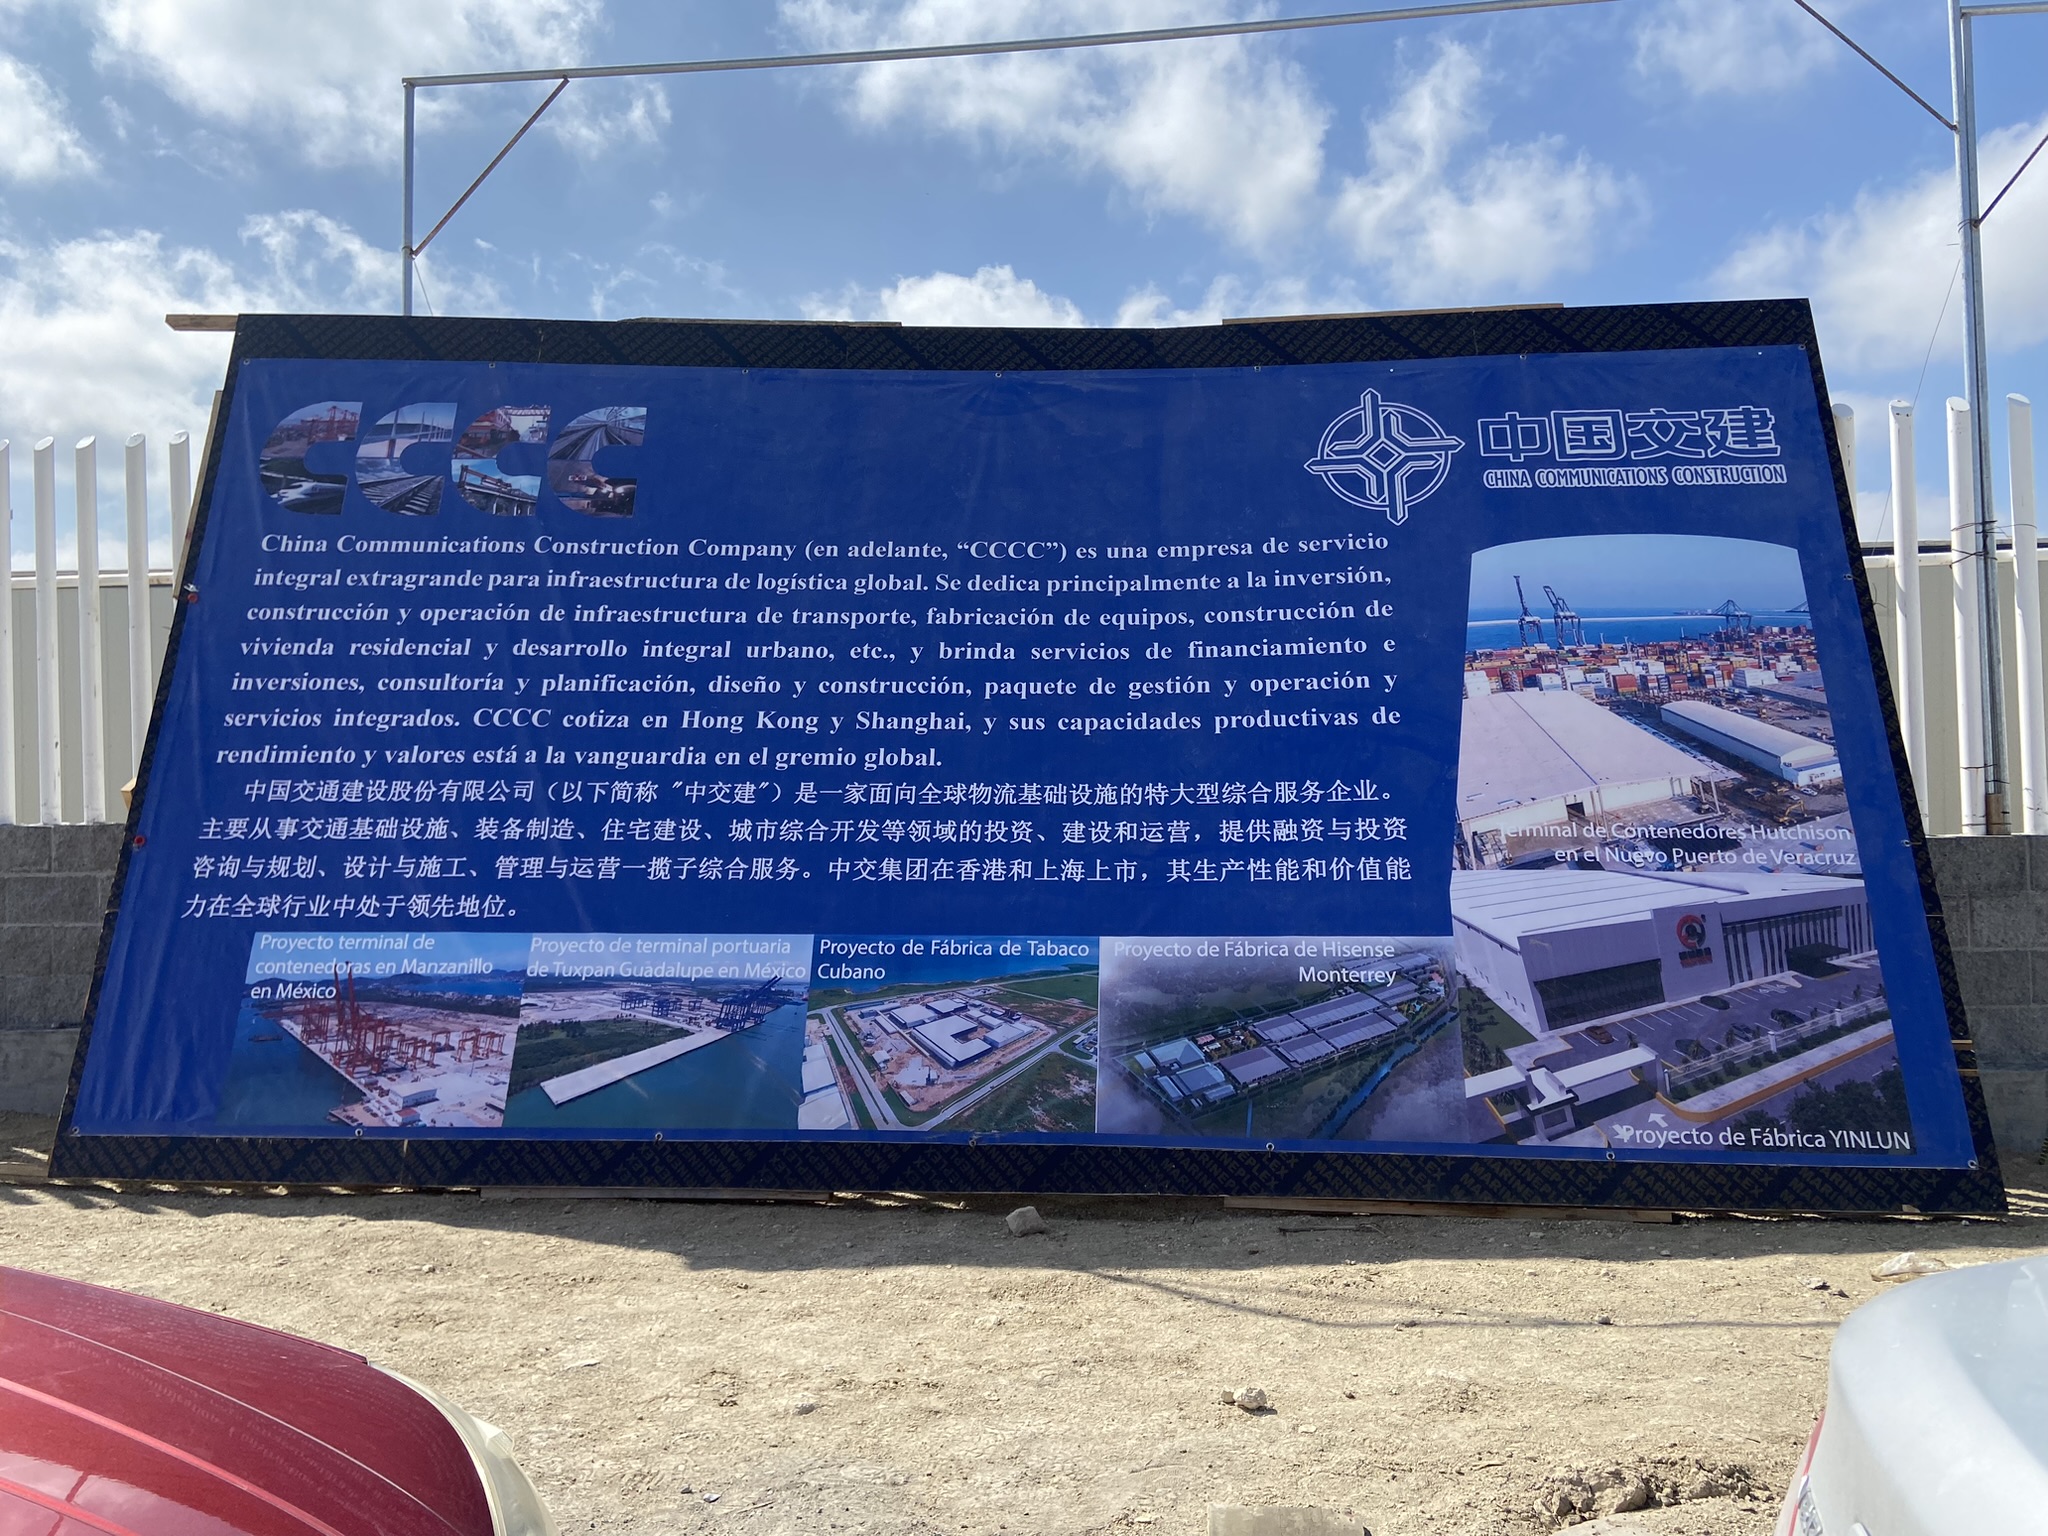 CCCC
中国交建
CHINA COMMUNICATIONS CONSTRUCTION
China Communications Construction Company (en adelante, “CCCC”) es una empresa de servicio
integral extragrande para infraestructura de logística global. Se dedica principalmente a la inversión,
construcción y operación de infraestructura de transporte, fabricación de equipos, construcción de
vivienda residencial y desarrollo integral urbano, etc., y brinda servicios de financiamiento e
inversiones, consultoría y planificación, diseño y construcción, paquete de gestión y operación y
servicios integrados. CCCC cotiza en Hong Kong y Shanghai, y sus capacidades productivas de
rendimiento y valores está a la vanguardia en el gremio global.
中国交通建设股份有限公司（以下简称 "中交建"）是一家面向全球物流基础设施的特大型综合服务企业。
主要从事交通基础设施、装备制造、住宅建设、城市综合开发等领域的投资、建设和运营，提供融资与投资
咨询与规划、设计与施工、管理与运营一揽子综合服务。中交集团在香港和上海上市，其生产性能和价值能
力在全球行业中处于领先地位。
Terminal de Contenedores Hutchison
en el Nuevo Puerto de Veracruz
Proyecto terminal de
contenedoras en Manzanillo
en México
Proyecto de terminal portuaria
de Tuxpan Guadalupe en México
Proyecto de Fábrica de Tabaco
Cubano
Proyecto de Fábrica de Hisense
Monterrey
Proyecto de Fábrica YINLUN